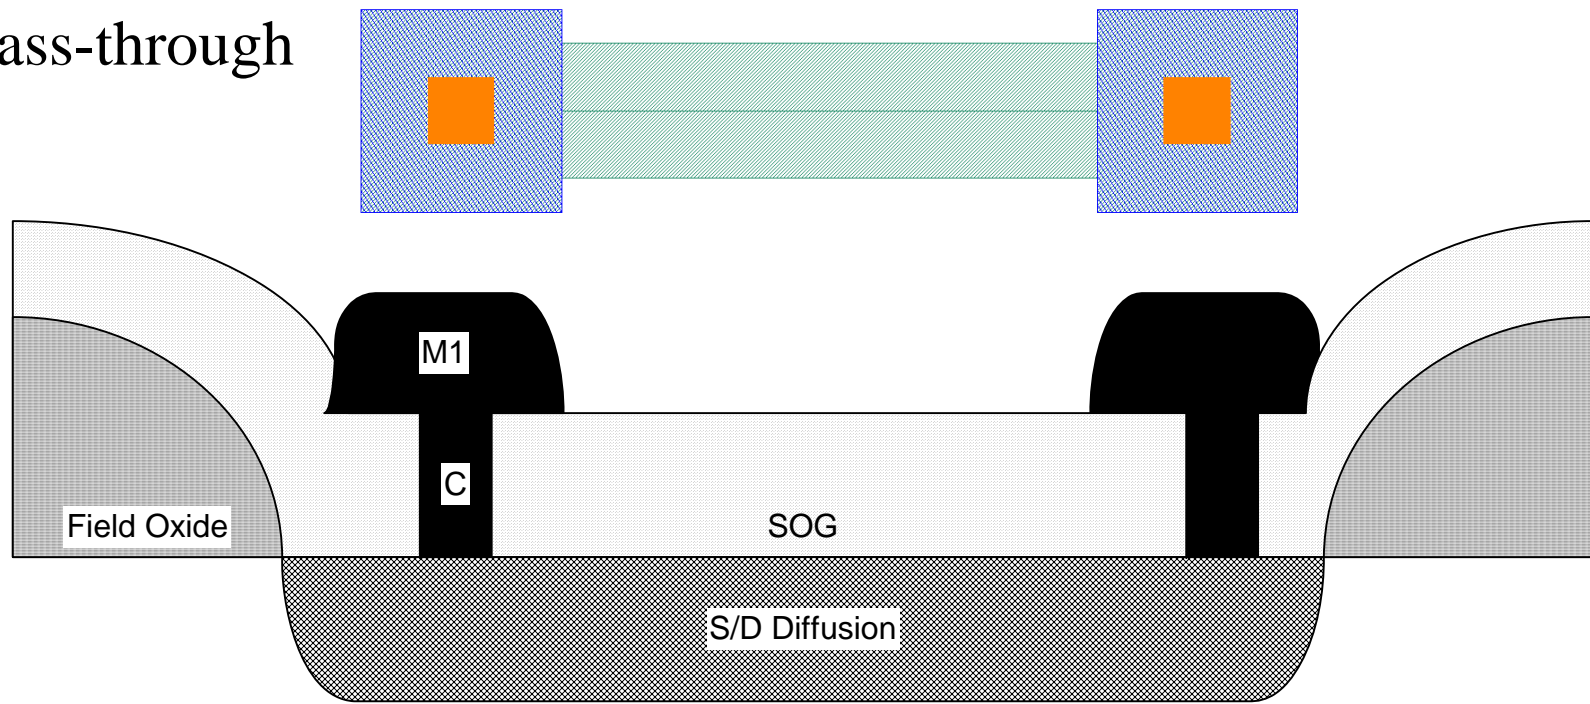 ass-through
M1
C
Field Oxide
SOG
S/D Diffusion